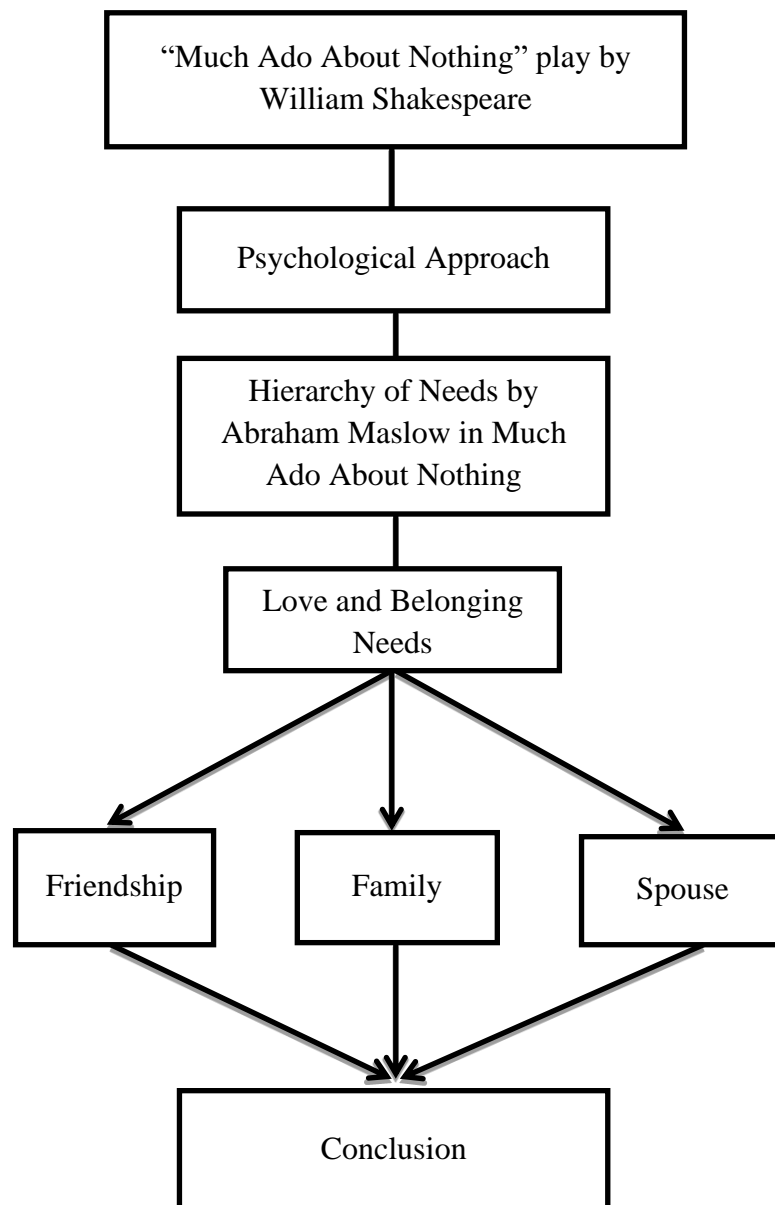 “Much Ado About Nothing” play by
William Shakespeare
Psychological Approach
Hierarchy of Needs by
Abraham Maslow in Much
Ado About Nothing
Love and Belonging
Needs
Friendship
Family
Spouse
Conclusion